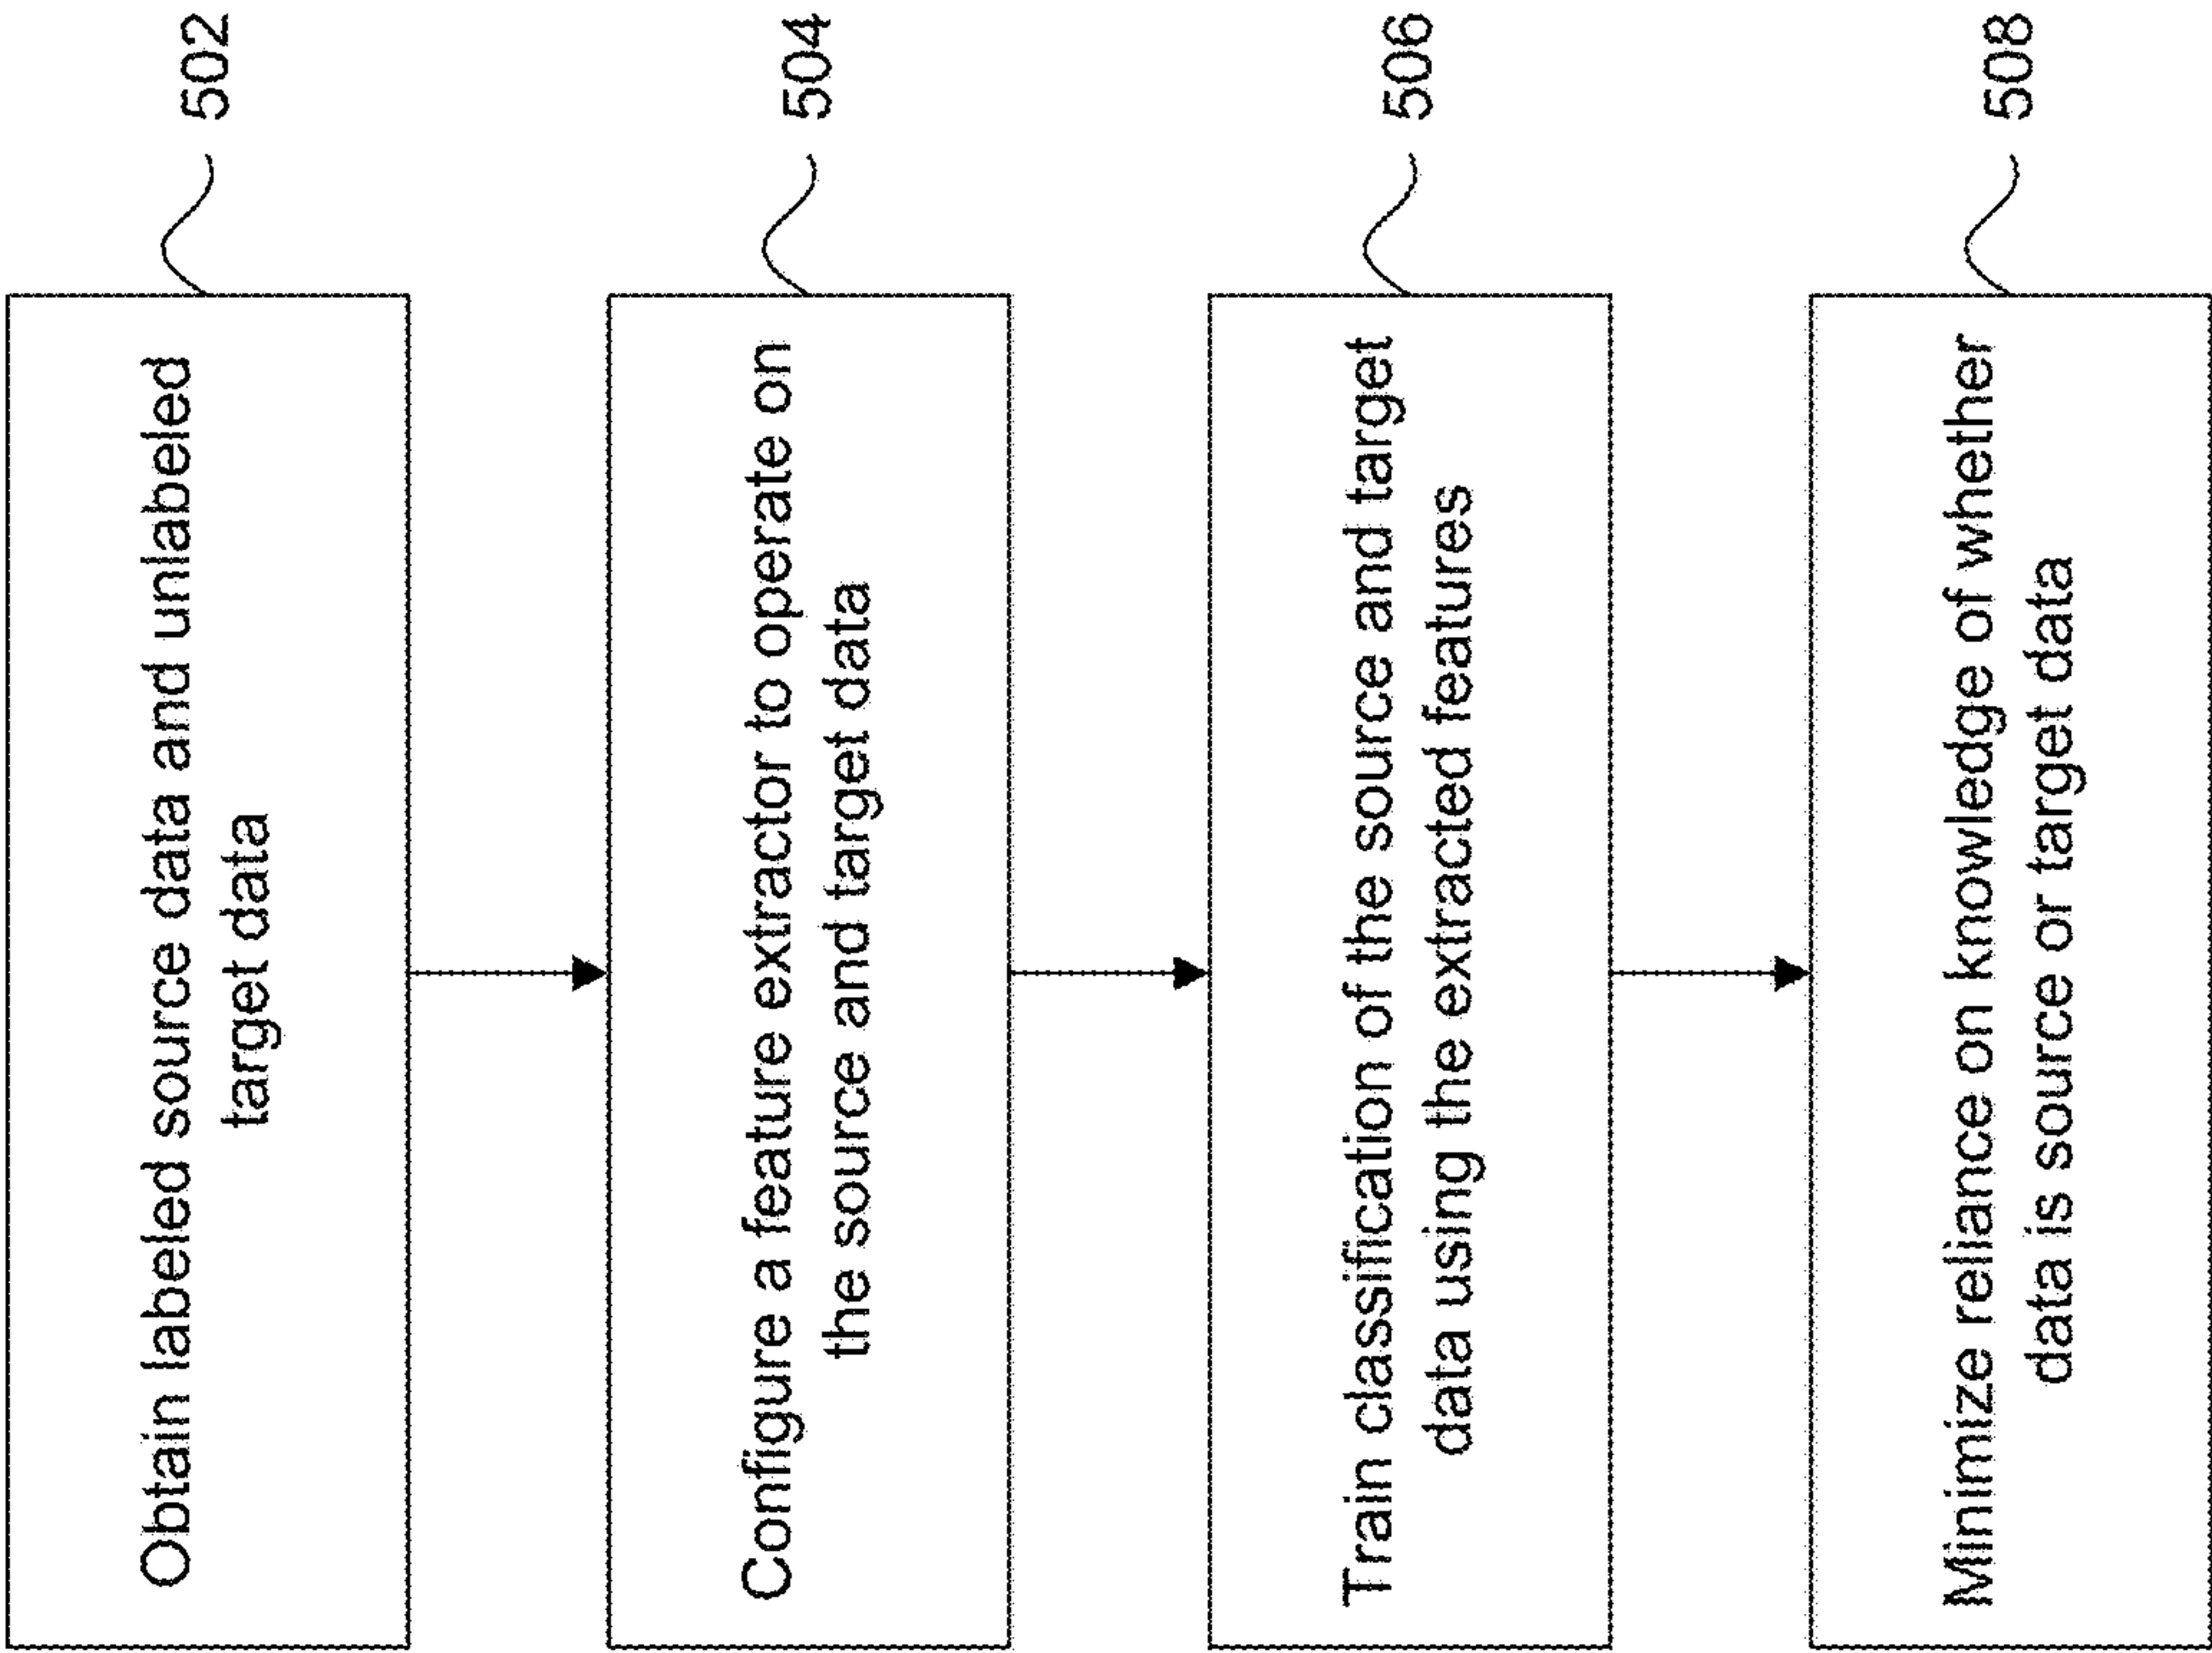 Obtain labeled source data and unlabeled
target data
502
Configure a feature extractor to operate on
the source and target data
504
Train classification of the source and target
data using the extracted features
506
Minimize reliance on knowledge of whether
data is source or target data
508